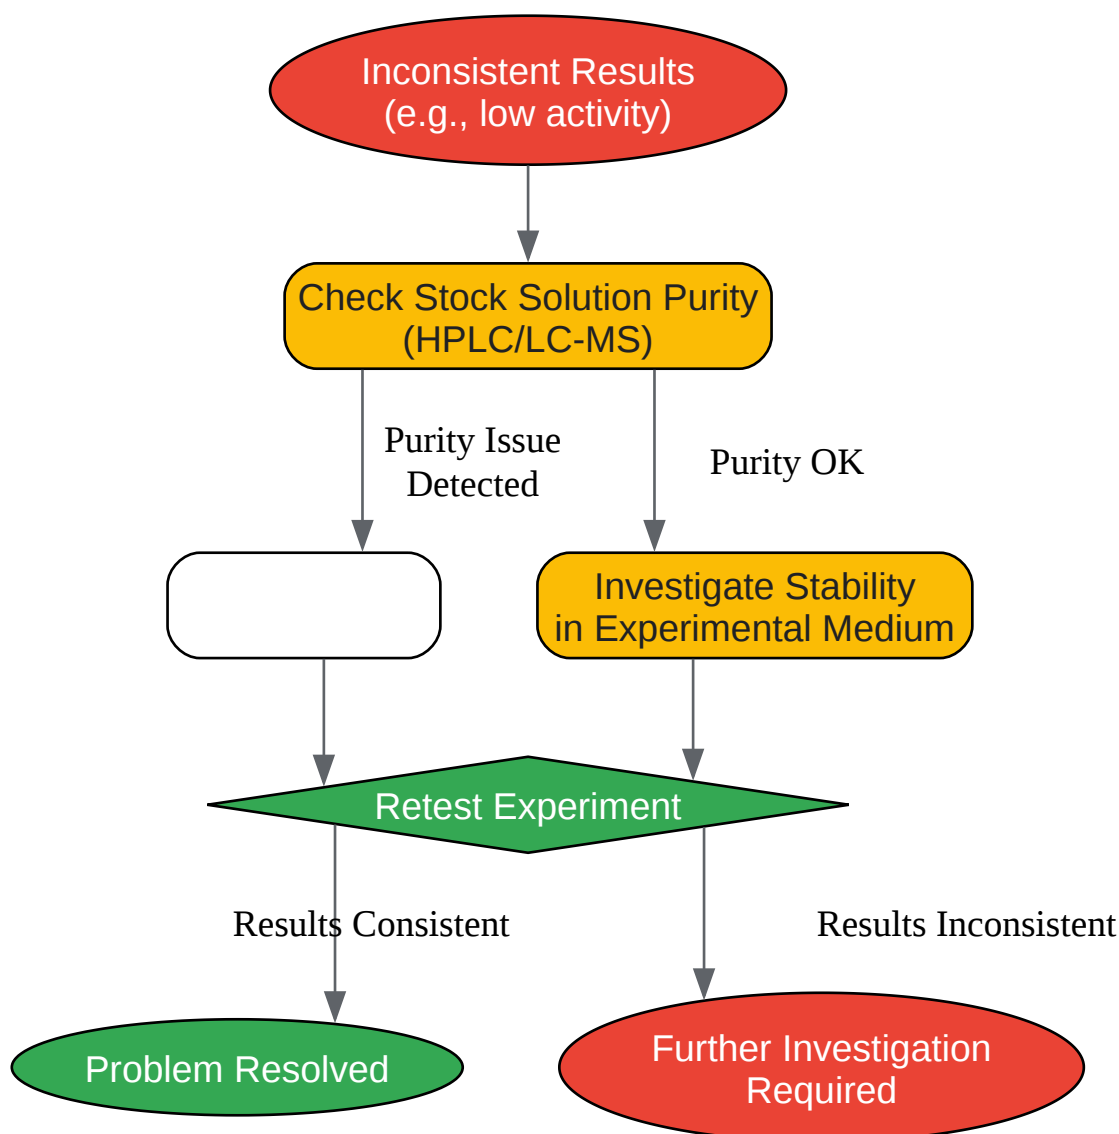 Inconsistent Results
(e.g., low activity)
Check Stock Solution Purity
(HPLC/LC-MS)
Purity Issue
Detected
Purity OK
Investigate Stability
in Experimental Medium
Retest Experiment
Results Consistent
Results Inconsistent
Problem Resolved
Further Investigation
Required